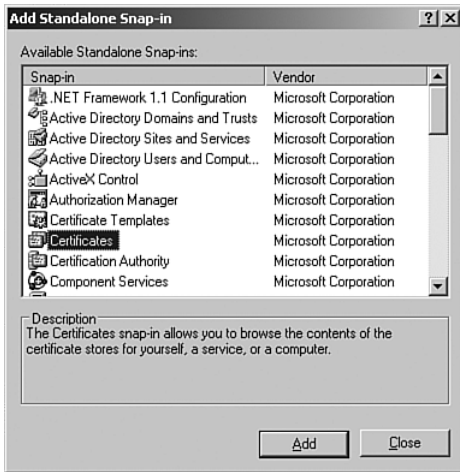 Add Standalone Snap-in
Available Standalone Snap-ins:
Snap-in Vendor
.NET Framework 1.1 Configuration Microsoft Corporation
Active Directory Domains and Trusts Microsoft Corporation
Active Directory Sites and Services Microsoft Corporation
Active Directory Users and Comput... Microsoft Corporation
ActiveX Control Microsoft Corporation
Authorization Manager Microsoft Corporation
Certificate Templates Microsoft Corporation
Certificates Microsoft Corporation
Certification Authority Microsoft Corporation
Component Services Microsoft Corporation
Description
The Certificates snap-in allows you to browse the contents of the
certificate stores for yourself, a service, or a computer.
Add Close